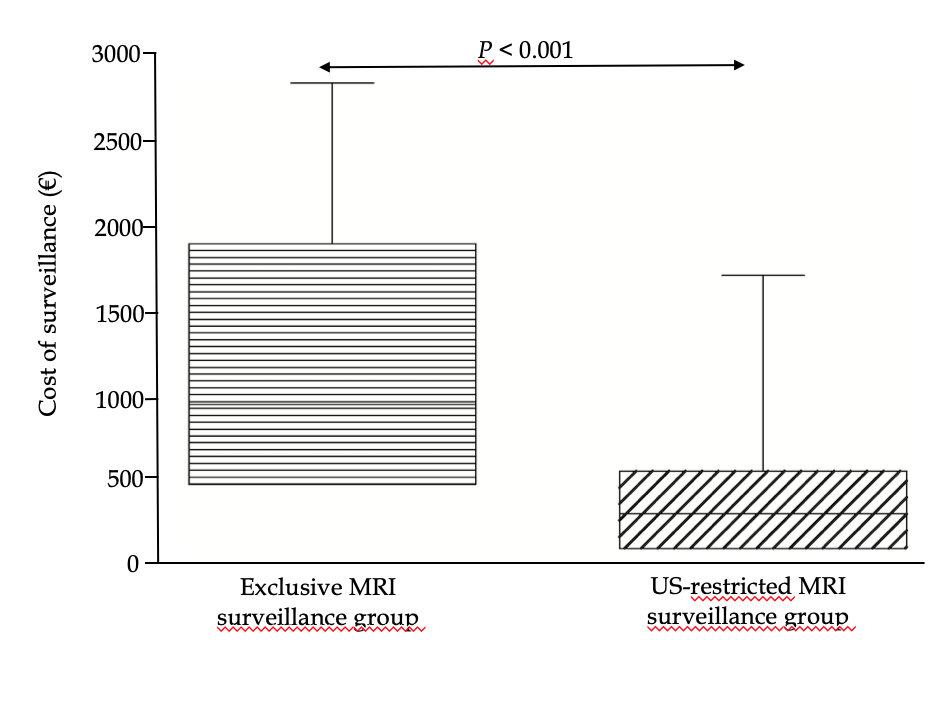 3000
P < 0.001
2500
2000
1500
1000
500
0
Cost of surveillance (€)
Exclusive MRI
surveillance group
US-restricted MRI
surveillance group